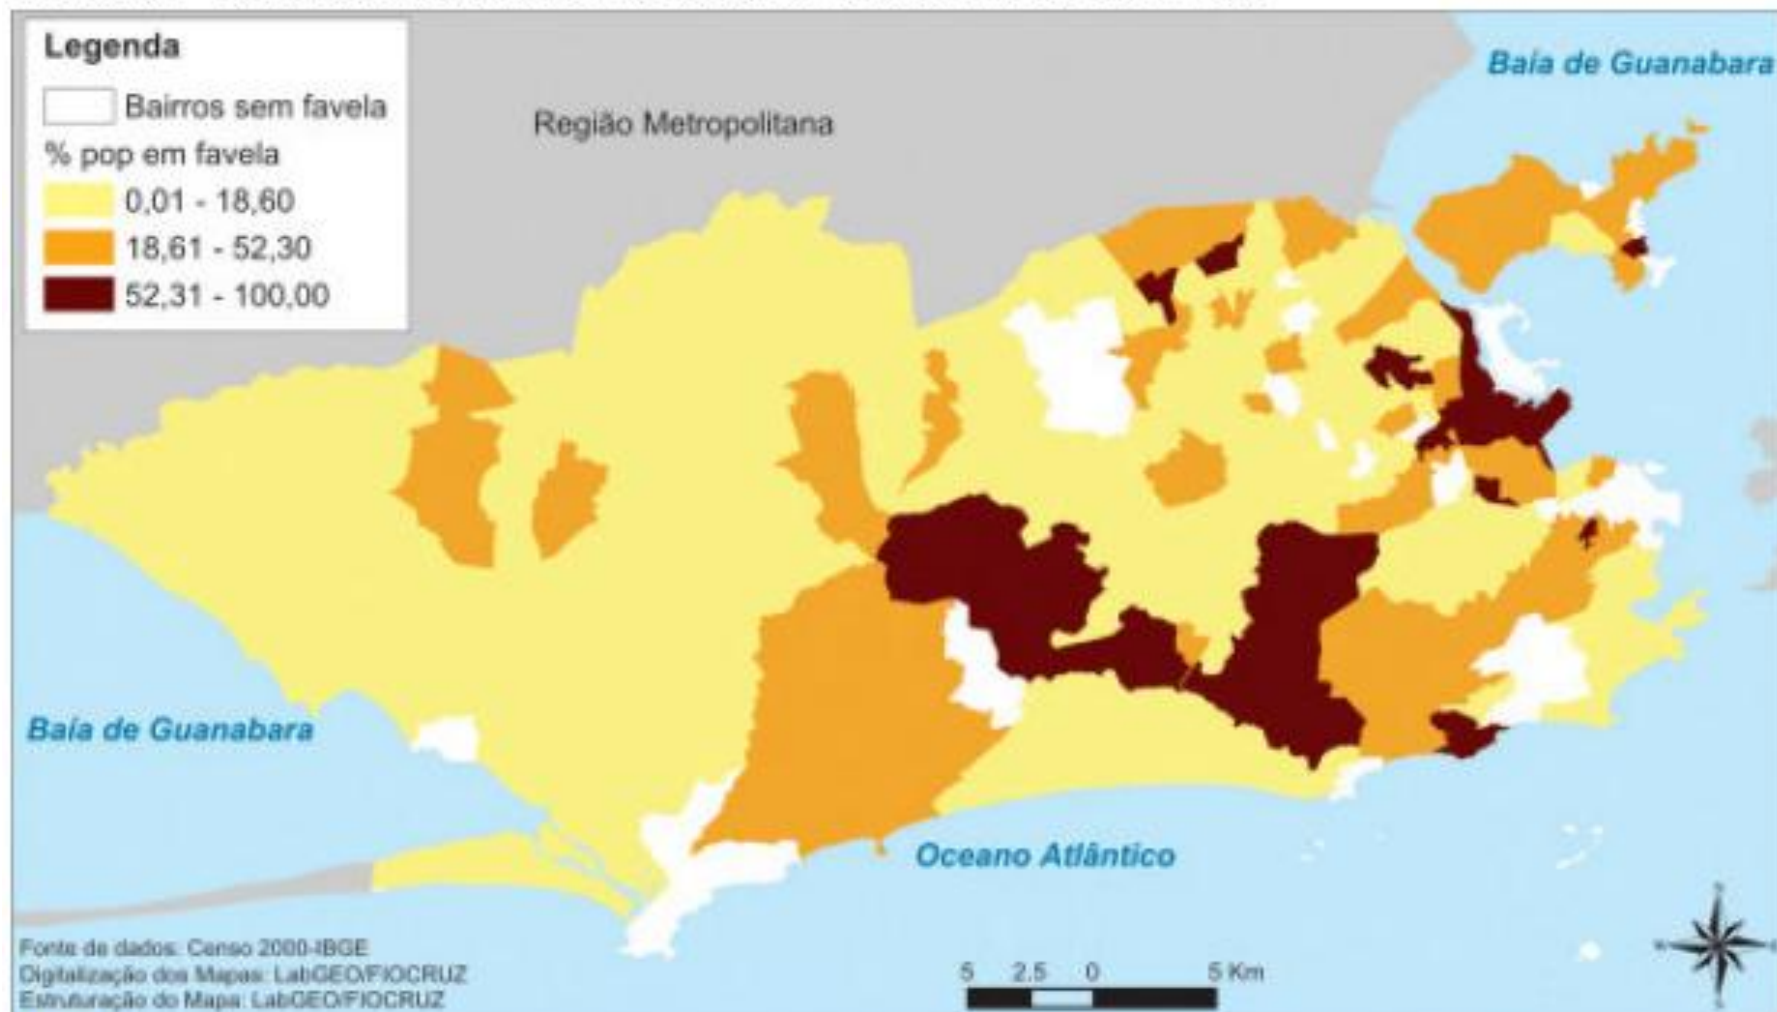 Legenda
Bairros sem favela
% pop em favela
0,01 - 18,60
18,61 - 52,30
52,31 - 100,00
Região Metropolitana
Baía de Guanabara
Baía de Guanabara
Oceano Atlântico
Fonte de dados: Censo 2000-IBGE
Digitalização dos Mapas: LabGEO/FIOCRUZ
Estruturação do Mapa: LabGEO/FIOCRUZ
5 2.5 0 5 Km